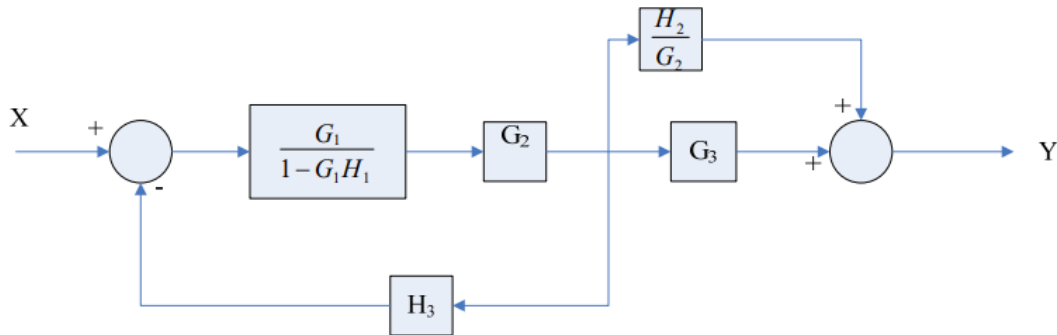 H₂
G₂
X
+
G₁
1 − G₁H₁
G₂
G₃
+
+
Y
-
H₃